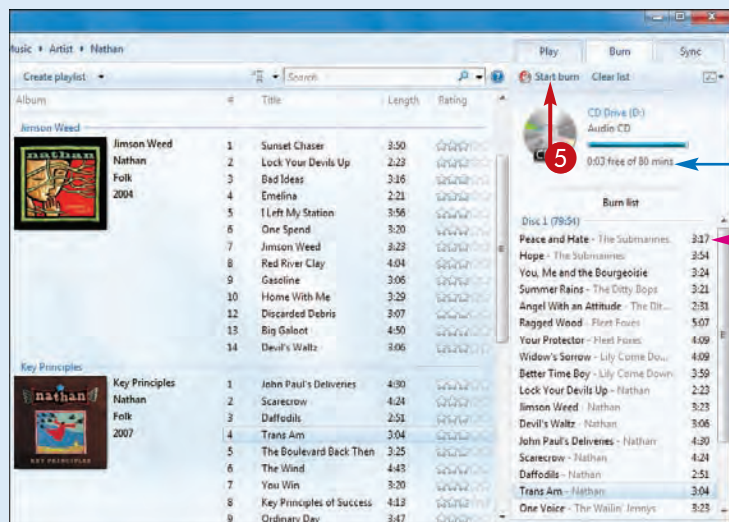 Music ▸ Artist ▸ Nathan
Play Burn Sync
Create playlist Search
Start burn Clear list
Album # Title Length Rating
CD Drive (D:)
Audio CD
5
0:03 free of 80 mins
Burn list
Jimson Weed
nathan
Jimson Weed
Nathan
Folk
2004
1 Sunset Chaser 3:50
2 Lock Your Devils Up 2:23
3 Bad Ideas 3:16
4 Emelina 2:21
5 I Left My Station 3:56
6 One Spend 3:20
7 Jimson Weed 3:23
8 Red River Clay 4:04
9 Gasoline 3:06
10 Home With Me 3:29
12 Discarded Debris 3:07
13 Big Galoot 4:50
14 Devil's Waltz 3:06
Key Principles
nathan
KEY PRINCIPLES
Key Principles
Nathan
Folk
2007
1 John Paul's Deliveries 4:30
2 Scarecrow 4:24
3 Daffodils 2:51
4 Trans Am 3:04
5 The Boulevard Back Then 3:25
6 The Wind 4:43
7 You Win 3:20
8 Key Principles of Success 4:13
9 Ordinary Day 3:47
Disc 1 (79:54)
Peace and Hate - The Submarines 3:17
Hope - The Submarines 3:54
You, Me and the Bourgeoisie 3:24
Summer Rains - The Ditty Bops 3:21
Angel With an Attitude - The Dit... 2:31
Ragged Wood - Fleet Foxes 5:07
Your Protector - Fleet Foxes 4:09
Widow's Sorrow - Lily Come Do... 4:09
Better Time Boy - Lily Come Down 3:59
Lock Your Devils Up - Nathan 2:23
Jimson Weed - Nathan 3:23
Devil's Waltz - Nathan 3:06
John Paul's Deliveries - Nathan 4:30
Scarecrow - Nathan 4:24
Daffodils - Nathan 2:51
Trans Am - Nathan 3:04
One Voice - The Wailin' Jennys 3:23